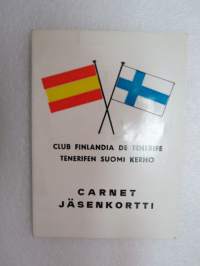 CLUB FINLANDIA DE TENERIFE
TENERIFEN SUOMI KERHO
CARNET
JÄSENKORTTI